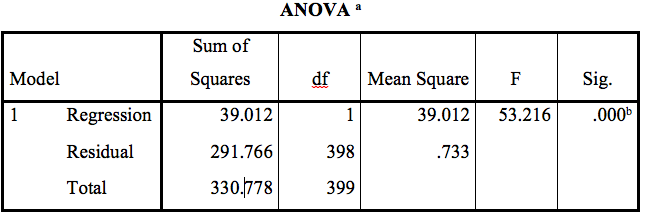 ANOVA ª
Model Sum of Squares df Mean Square F Sig.
1 Regression 39.012 1 39.012 53.216 .000ᵇ
Residual 291.766 398 .733
Total 330.778 399